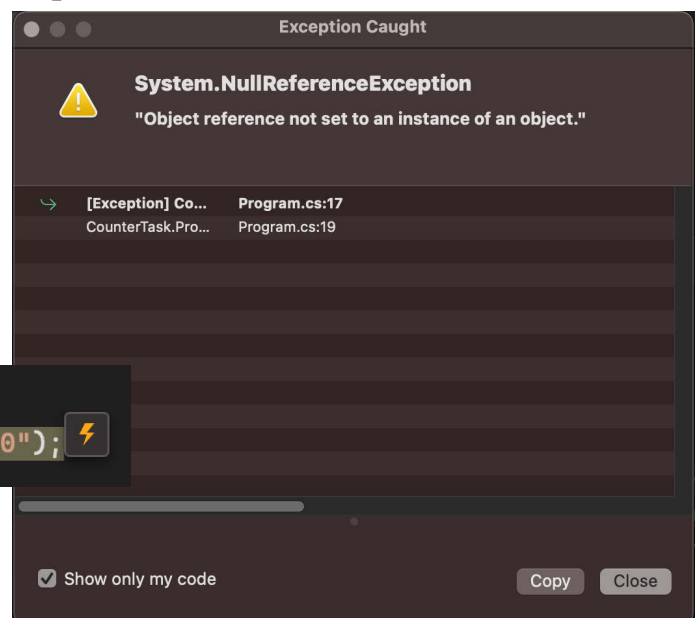 Exception Caught
System.NullReferenceException
"Object reference not set to an instance of an object."
[Exception] Co... Program.cs:17
CounterTask.Pro... Program.cs:19
0");
Show only my code
Copy Close